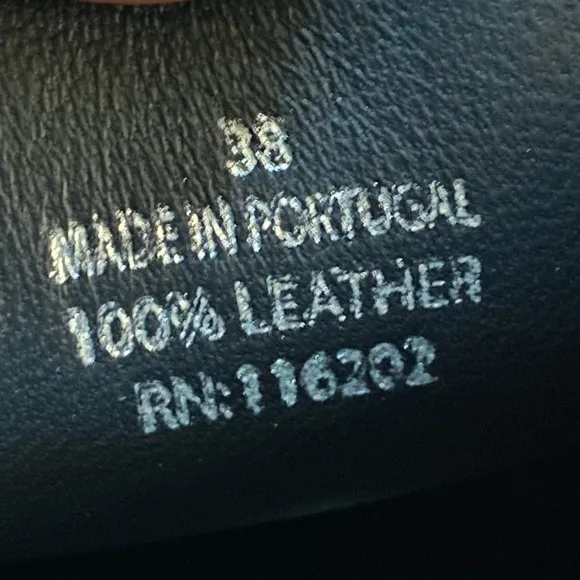 38
MADE IN PORTUGAL
100% LEATHER
RN:116202